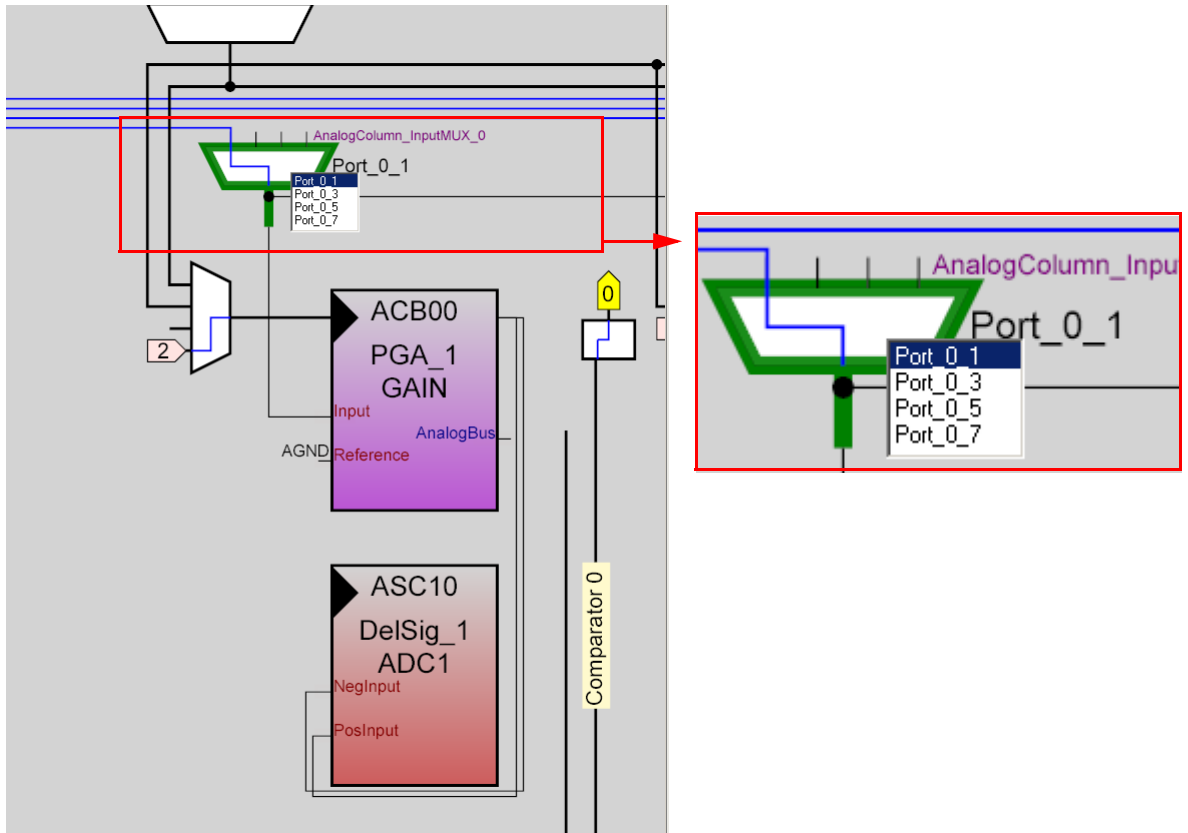 AnalogColumn_InputMUX_0
Port_0_1
Port_0_1
Port_0_3
Port_0_5
Port_0_7
0
2
ACB00
PGA_1
GAIN
Input
AnalogBus
AGND
Reference
ASC10
DelSig_1
ADC1
NegInput
PosInput
Comparator 0
AnalogColumn_Inpu
Port_0_1
Port_0_1
Port_0_3
Port_0_5
Port_0_7